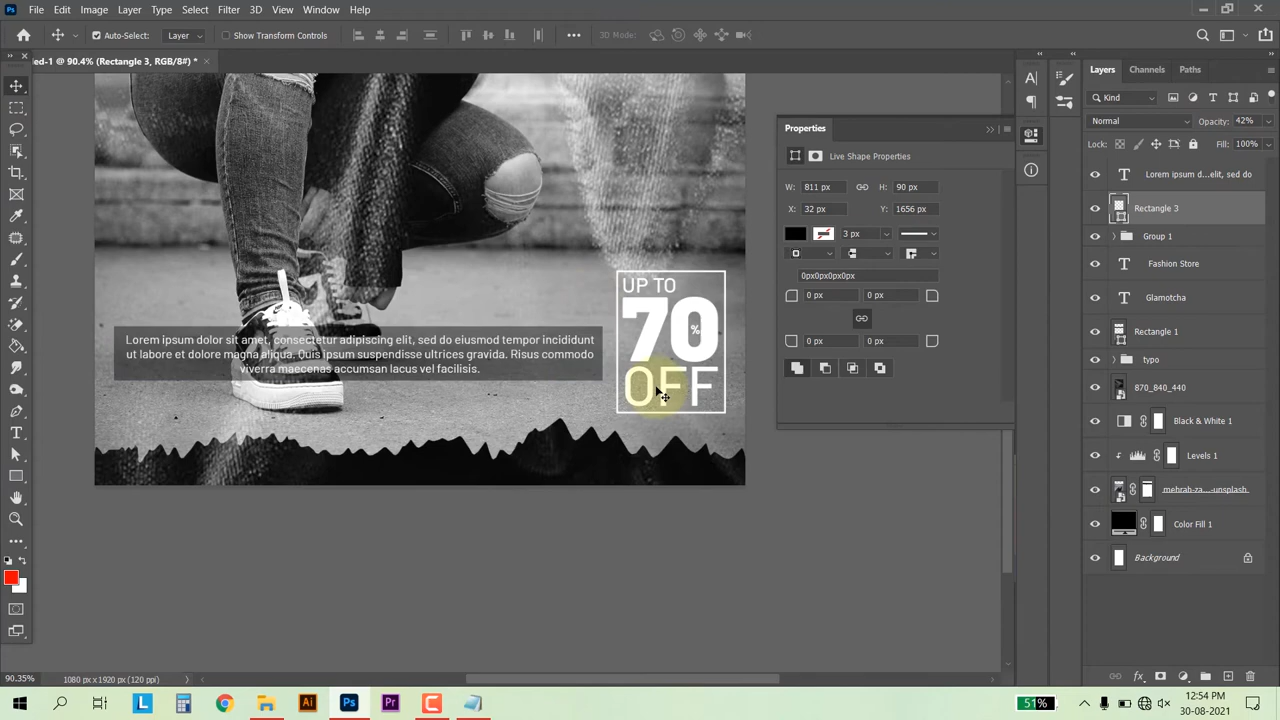 File Edit Image Layer Type Select Filter 3D View Window Help
Auto-Select: Layer Show Transform Controls 3D Mode:
ed-1 @ 90.4% (Rectangle 3, RGB/8#) *
Properties
Live Shape Properties
W: 811 px H: 90 px
X: 32 px Y: 1656 px
3 px
0px0px0px0px
0 px 0 px
0 px 0 px
Layers Channels Paths
Kind
Normal Opacity: 42%
Lock: Fill: 100%
Lorem ipsum d...elit, sed do
Rectangle 3
Group 1
Fashion Store
Glamotcha
Rectangle 1
typo
870_840_440
Black & White 1
Levels 1
mehrab-za...-unsplash
Color Fill 1
Background
UP TO
70%
OFF
Lorem ipsum dolor sit amet, consectetur adipiscing elit, sed do eiusmod tempor incididunt
ut labore et dolore magna aliqua. Quis ipsum suspendisse ultrices gravida. Risus commodo
viverra maecenas accumsan lacus vel facilisis.
90.35% 1080 px x 1920 px (120 ppi)
51%
12:54 PM
30-08-2021